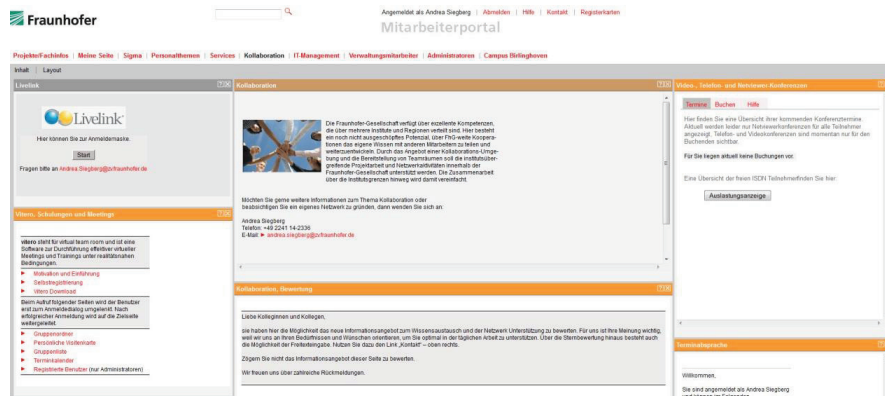 Fraunhofer
Angemeldet als Andrea Siegberg | Abmelden | Hilfe | Kontakt | Registerkarten
Mitarbeiterportal
Projekte/Fachinfos | Meine Seite | Sigma | Personalthemen | Services | Kollaboration | IT-Management | Verwaltungsmitarbeiter | Administratoren | Campus Birlinghoven
Inhalt | Layout
Livelink
Livelink
Hier können Sie zur Anmeldemaske.
Start
Fragen bitte an Andrea.Siegberg@zv.fraunhofer.de
Vitero, Schulungen und Meetings
vitero steht für virtual team room und ist eine
Software zur Durchführung effektiver virtueller
Meetings und Trainings unter realitätsnahen
Bedingungen.
Motivation und Einführung
Selbstregistrierung
Vitero Download
Beim Aufruf folgender Seiten wird der Benutzer
erst zum Anmeldedialog umgelenkt. Nach
erfolgreicher Anmeldung wird auf die Zielseite
weitergeleitet.
Gruppenordner
Persönliche Visitenkarte
Gruppenliste
Terminkalender
Registrierte Benutzer (nur Administratoren)
Kollaboration
Die Fraunhofer-Gesellschaft verfügt über exzellente Kompetenzen,
die über mehrere Institute und Regionen verteilt sind. Hier besteht
ein noch nicht ausgeschöpftes Potenzial, über FhG-weite Koopera-
tionen das eigene Wissen mit anderen Mitarbeitern zu teilen und
weiterzuentwickeln. Durch das Angebot einer Kollaborations-Umge-
bung und die Bereitstellung von Teamräumen soll die institutsüber-
greifende Projektarbeit und Netzwerkaktivitäten innerhalb der
Fraunhofer-Gesellschaft unterstützt werden. Die Zusammenarbeit
über die Institutsgrenzen hinweg wird damit vereinfacht.
Möchten Sie gerne weitere Informationen zum Thema Kollaboration oder
beabsichtigen Sie ein eigenes Netzwerk zu gründen, dann wenden Sie sich an:
Andrea Siegberg
Telefon: +49 2241 14-2336
E-Mail: andrea.siegberg@zv.fraunhofer.de
Kollaboration, Bewertung
Liebe Kolleginnen und Kollegen,
sie haben hier die Möglichkeit das neue Informationsangebot zum Wissensaustausch und der Netzwerk Unterstützung zu bewerten. Für uns ist Ihre Meinung wichtig,
weil wir uns an Ihren Bedürfnissen und Wünschen orientieren, um Sie optimal in der täglichen Arbeit zu unterstützen. Über die Sternbewertung hinaus besteht auch
die Möglichkeit der Freitexteingabe. Nutzen Sie dazu den Link „Kontakt“ – oben rechts.
Zögern Sie nicht das Informationsangebot dieser Seite zu bewerten.
Wir freuen uns über zahlreiche Rückmeldungen.
Video-, Telefon- und Netviewer-Konferenzen
Termine Buchen Hilfe
Hier finden Sie eine Übersicht ihrer kommenden Konferenztermine.
Aktuell werden leider nur Netviewerkonferenzen für alle Teilnehmer
angezeigt, Telefon- und Videokonferenzen sind momentan nur für den
Buchenden sichtbar.
Für Sie liegen aktuell keine Buchungen vor.
Eine Übersicht der freien ISDN Teilnehmer finden Sie hier:
Auslastungsanzeige
Terminabsprache
Willkommen,
Sie sind angemeldet als Andrea Siegberg